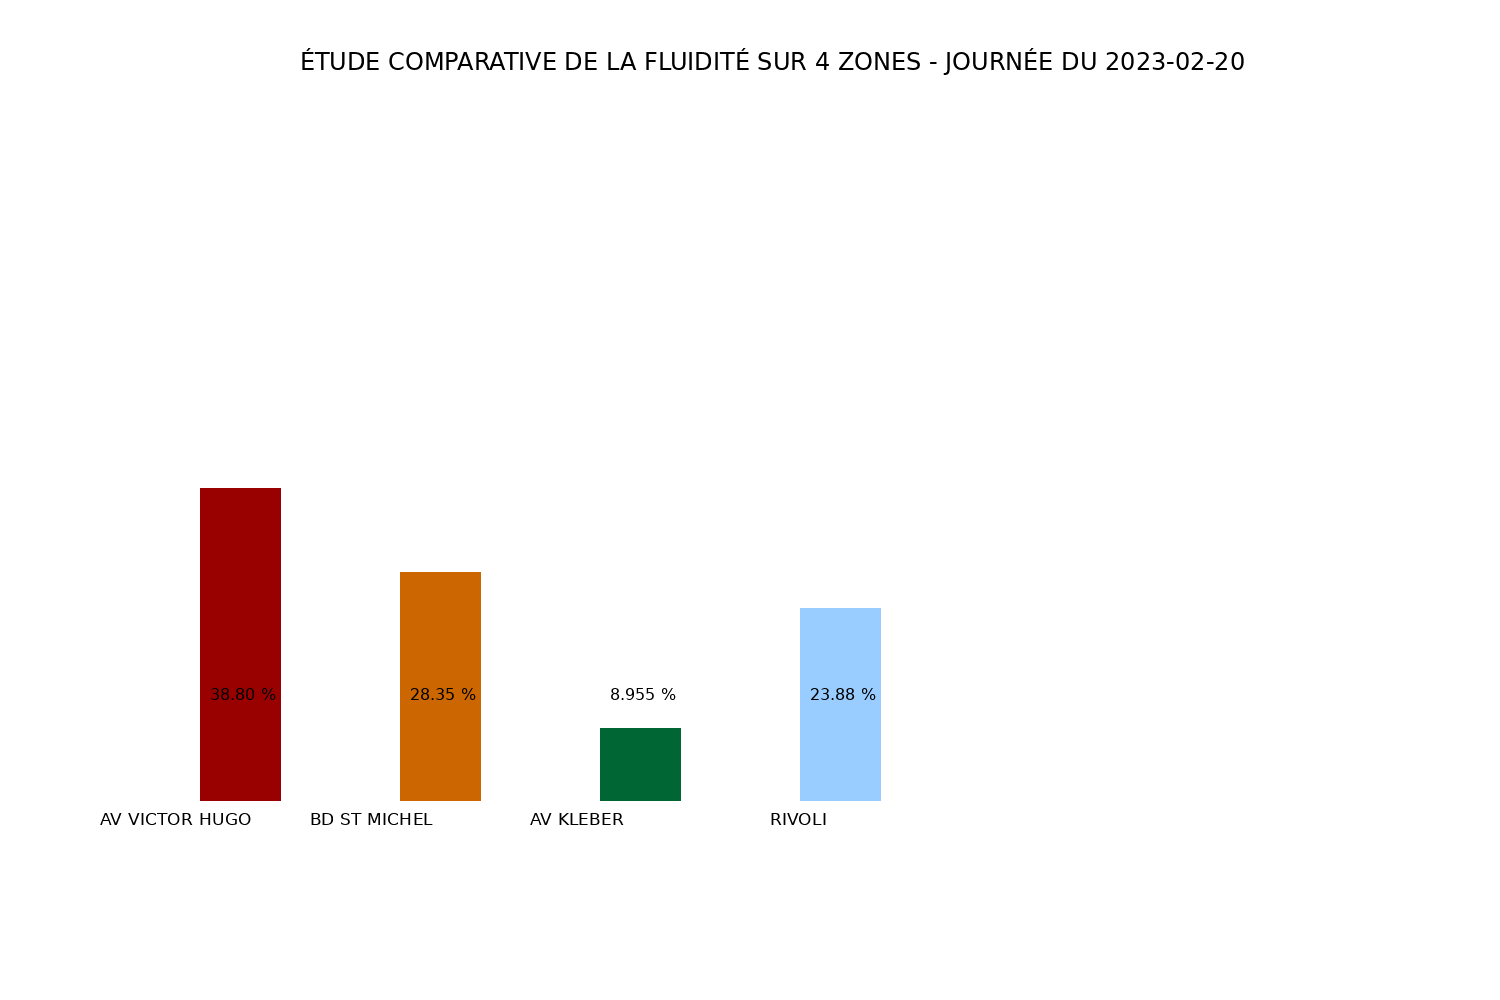 ÉTUDE COMPARATIVE DE LA FLUIDITÉ SUR 4 ZONES - JOURNÉE DU 2023-02-20
38.80 %
28.35 %
8.955 %
23.88 %
AV VICTOR HUGO
BD ST MICHEL
AV KLEBER
RIVOLI